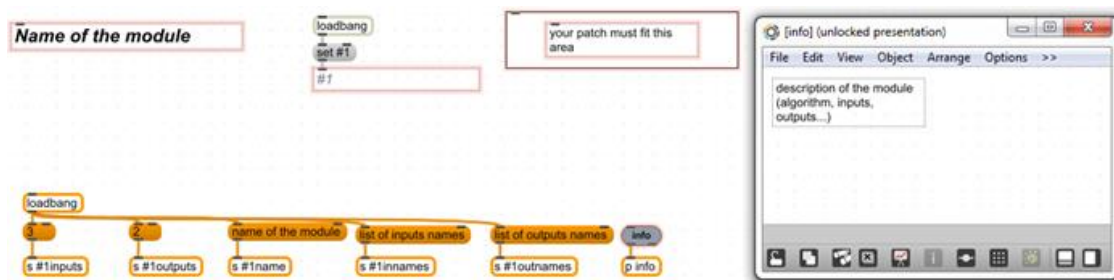 Name of the module
loadbang
set #1
#1
your patch must fit this
area
[info] (unlocked presentation)
File Edit View Object Arrange Options >>
description of the module
(algorithm, inputs,
outputs...)
loadbang
3 2 name of the module list of inputs names list of outputs names info
s #1inputs s #1outputs s #1name s #1innames s #1outnames p info